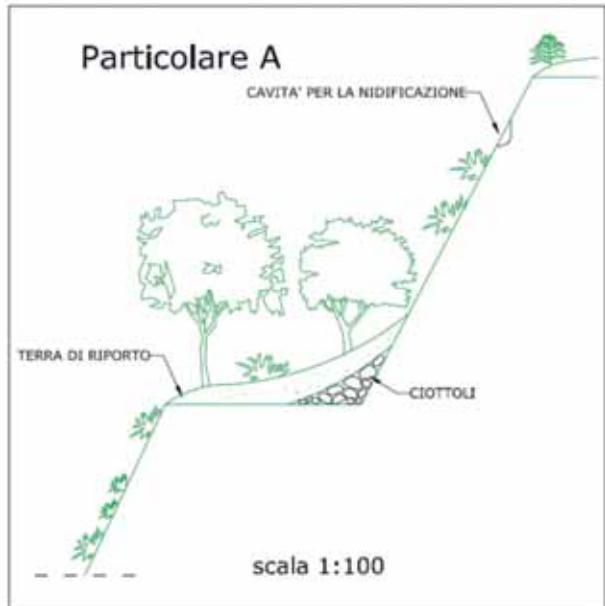 Particolare A
CAVITA' PER LA NIDIFICAZIONE
TERRA DI RIPORTO
CIOTTOLI
scala 1:100